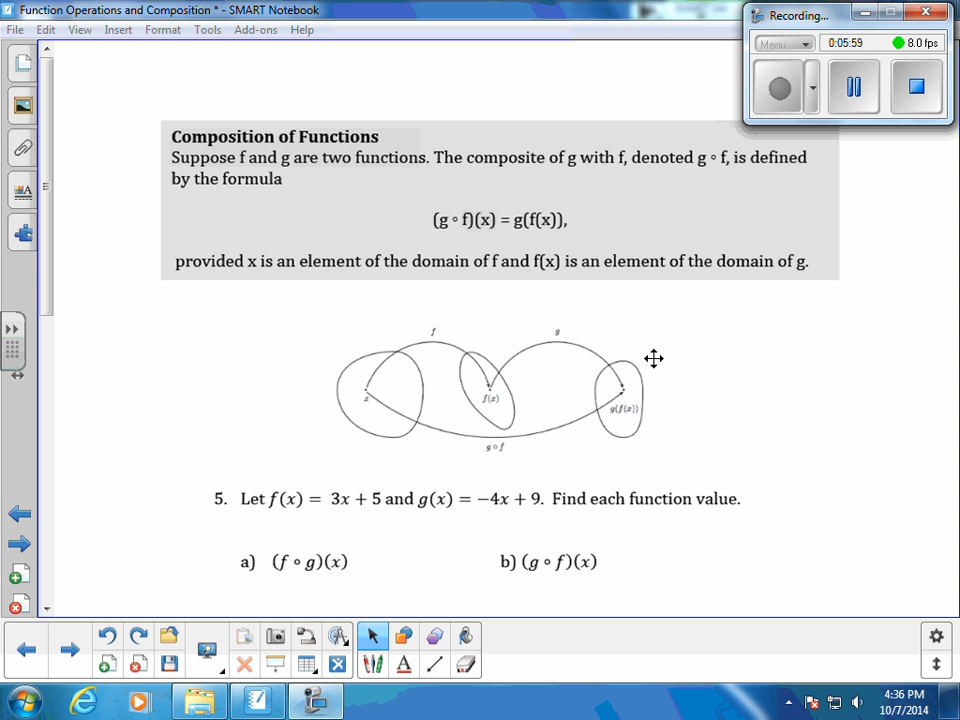 Function Operations and Composition * - SMART Notebook
File Edit View Insert Format Tools Add-ons Help
Recording...
Menu
0:05:59
8.0 fps
Composition of Functions
Suppose f and g are two functions. The composite of g with f, denoted g ∘ f, is defined
by the formula
(g ∘ f)(x) = g(f(x)),
provided x is an element of the domain of f and f(x) is an element of the domain of g.
f
g
x
f(x)
g(f(x))
g∘f
5. Let f(x) = 3x + 5 and g(x) = −4x + 9. Find each function value.
a) (f ∘ g)(x)
b) (g ∘ f)(x)
4:36 PM
10/7/2014